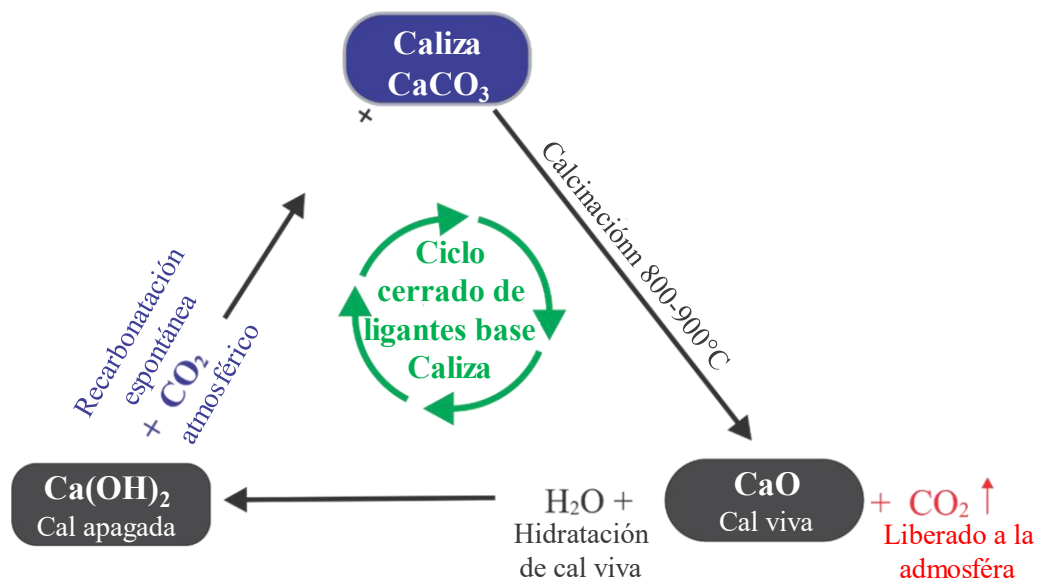 Caliza
CaCO₃
+
Calcinaciónn 800-900°C
Ciclo
cerrado de
ligantes base
Caliza
Recarbonatación
espontánea
+ CO₂
atmosférico
Ca(OH)₂
Cal apagada
H₂O +
Hidratación
de cal viva
CaO
Cal viva
+ CO₂ ↑
Liberado a la
admosféra